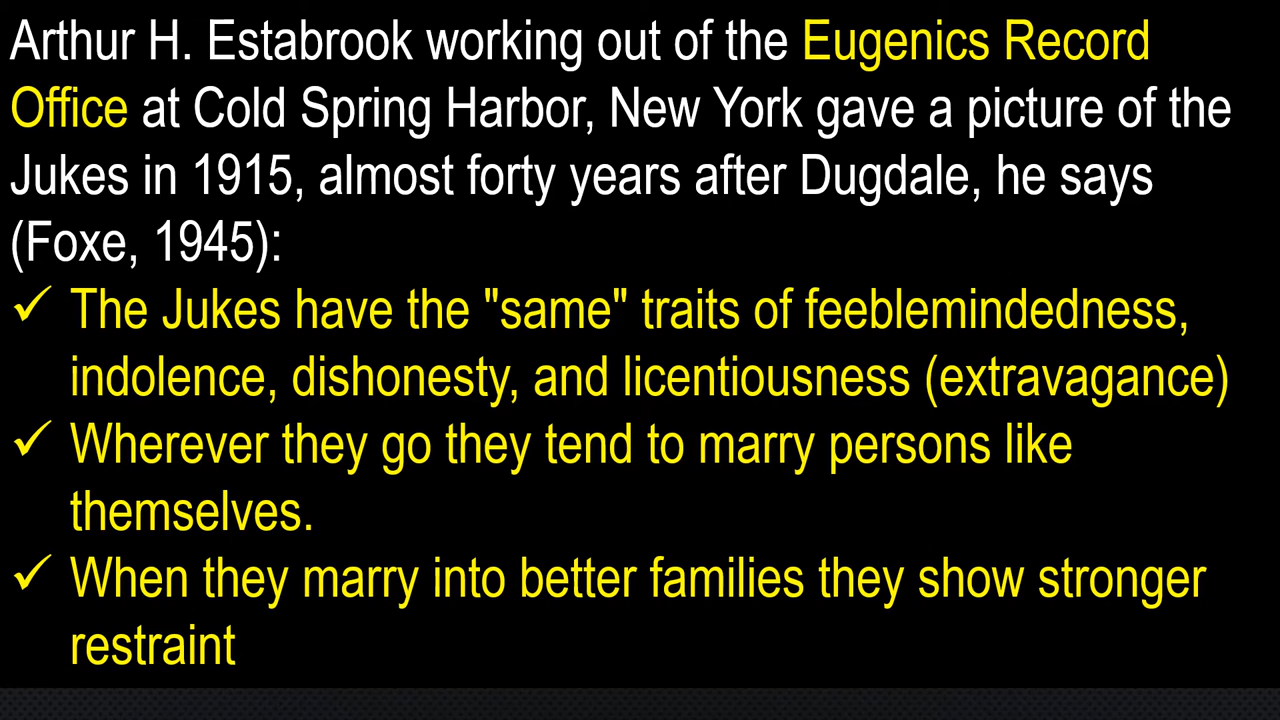 Arthur H. Estabrook working out of the Eugenics Record
Office at Cold Spring Harbor, New York gave a picture of the
Jukes in 1915, almost forty years after Dugdale, he says
(Foxe, 1945):
✓ The Jukes have the "same" traits of feeblemindedness,
indolence, dishonesty, and licentiousness (extravagance)
✓ Wherever they go they tend to marry persons like
themselves.
✓ When they marry into better families they show stronger
restraint